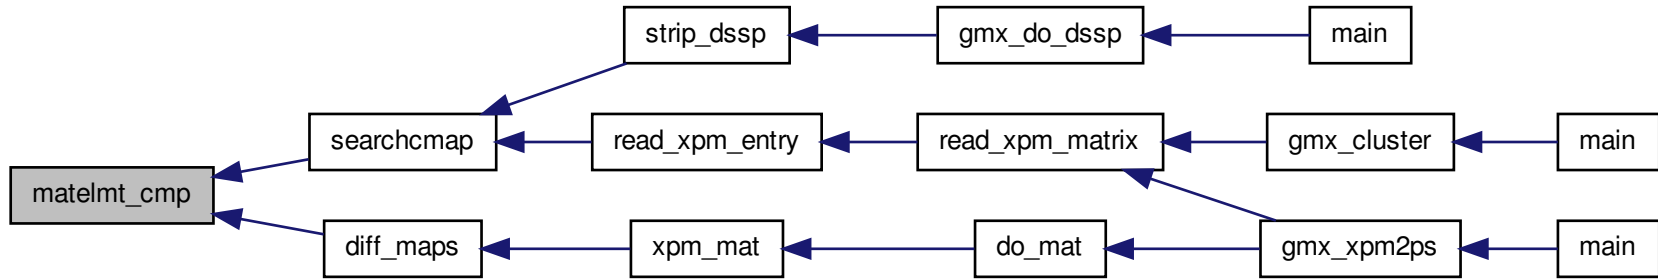 strip_dssp
gmx_do_dssp
main
searchcmap
read_xpm_entry
read_xpm_matrix
gmx_cluster
main
matelmt_cmp
diff_maps
xpm_mat
do_mat
gmx_xpm2ps
main